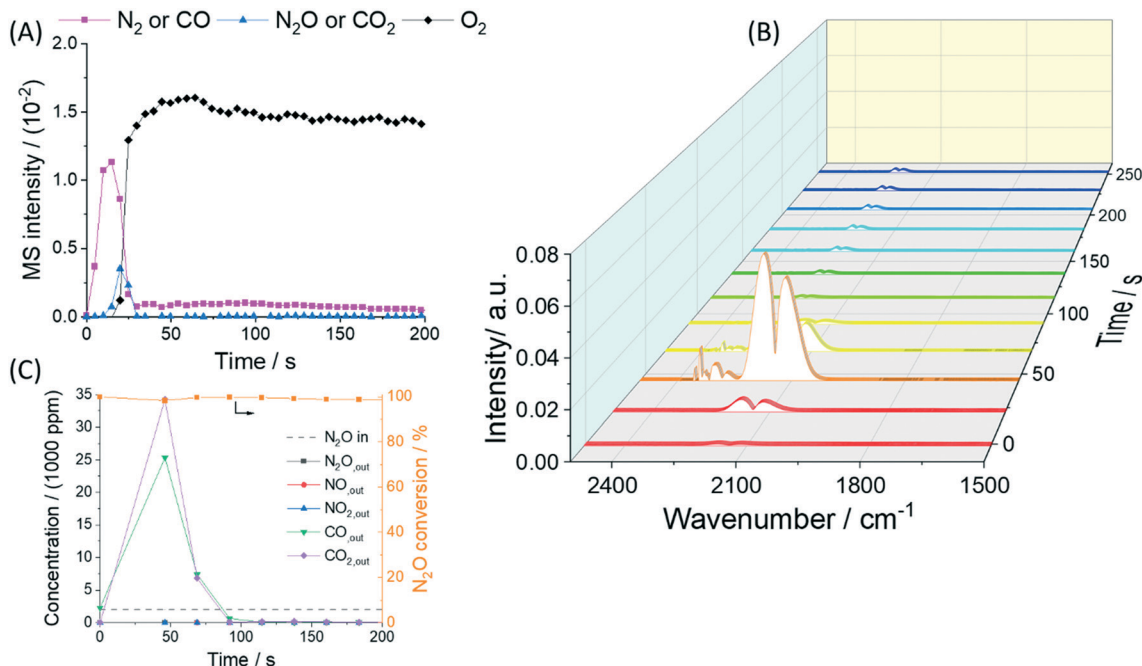 N₂ or CO N₂O or CO₂ O₂
(A)
2.0
1.5
1.0
0.5
0.0
MS intensity / (10⁻²)
0 50 100 150 200
Time / s
(B)
0.08
0.06
0.04
0.02
0.00
Intensity/ a.u.
2400 2100 1800 1500
Wavenumber / cm⁻¹
250
200
150
100
50
0
Time / s
(C)
35
30
25
20
15
10
5
0
Concentration / (1000 ppm)
N₂O in
N₂O,out
NO,out
NO₂,out
CO,out
CO₂,out
100
80
60
40
20
0
N₂O conversion / %
0 50 100 150 200
Time / s